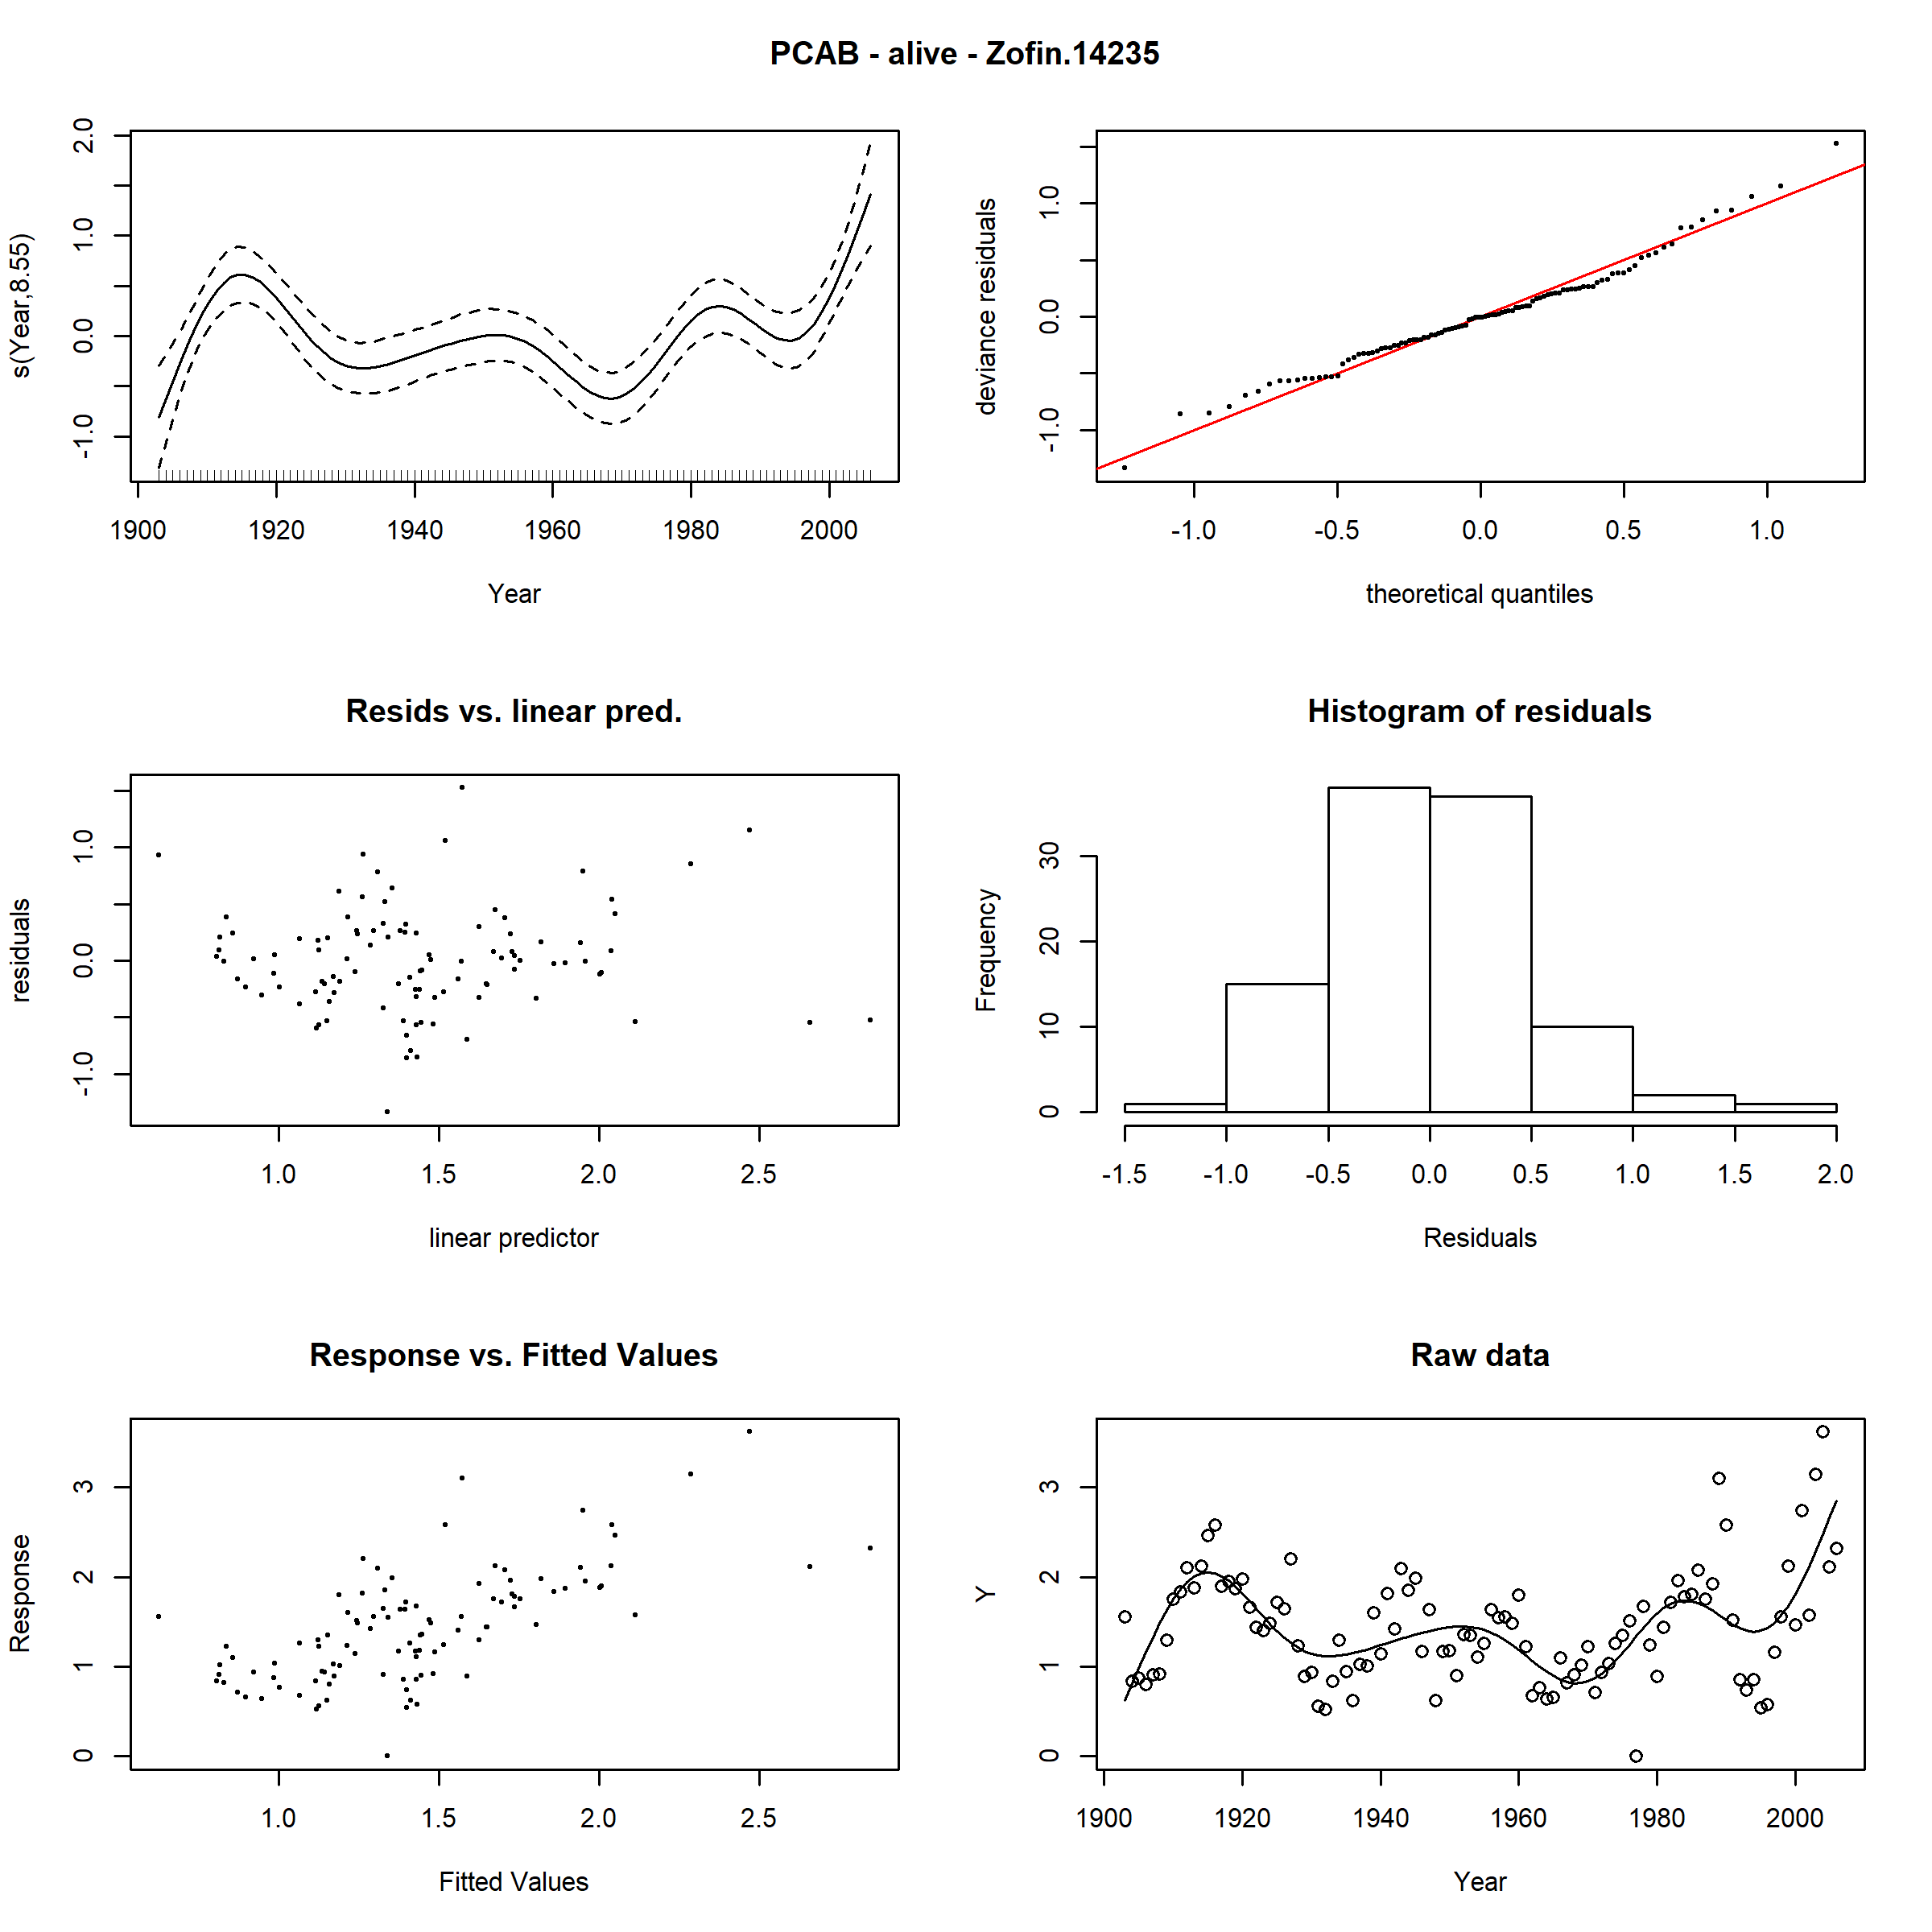 PCAB - alive - Zofin.14235
s(Year,8.55)
-1.0 0.0 1.0 2.0
1900 1920 1940 1960 1980 2000
Year
deviance residuals
-1.0 0.0 1.0
-1.0 -0.5 0.0 0.5 1.0
theoretical quantiles
Resids vs. linear pred.
residuals
-1.0 0.0 1.0
1.0 1.5 2.0 2.5
linear predictor
Histogram of residuals
Frequency
0 10 20 30
-1.5 -1.0 -0.5 0.0 0.5 1.0 1.5 2.0
Residuals
Response vs. Fitted Values
Response
0 1 2 3
1.0 1.5 2.0 2.5
Fitted Values
Raw data
Y
0 1 2 3
1900 1920 1940 1960 1980 2000
Year